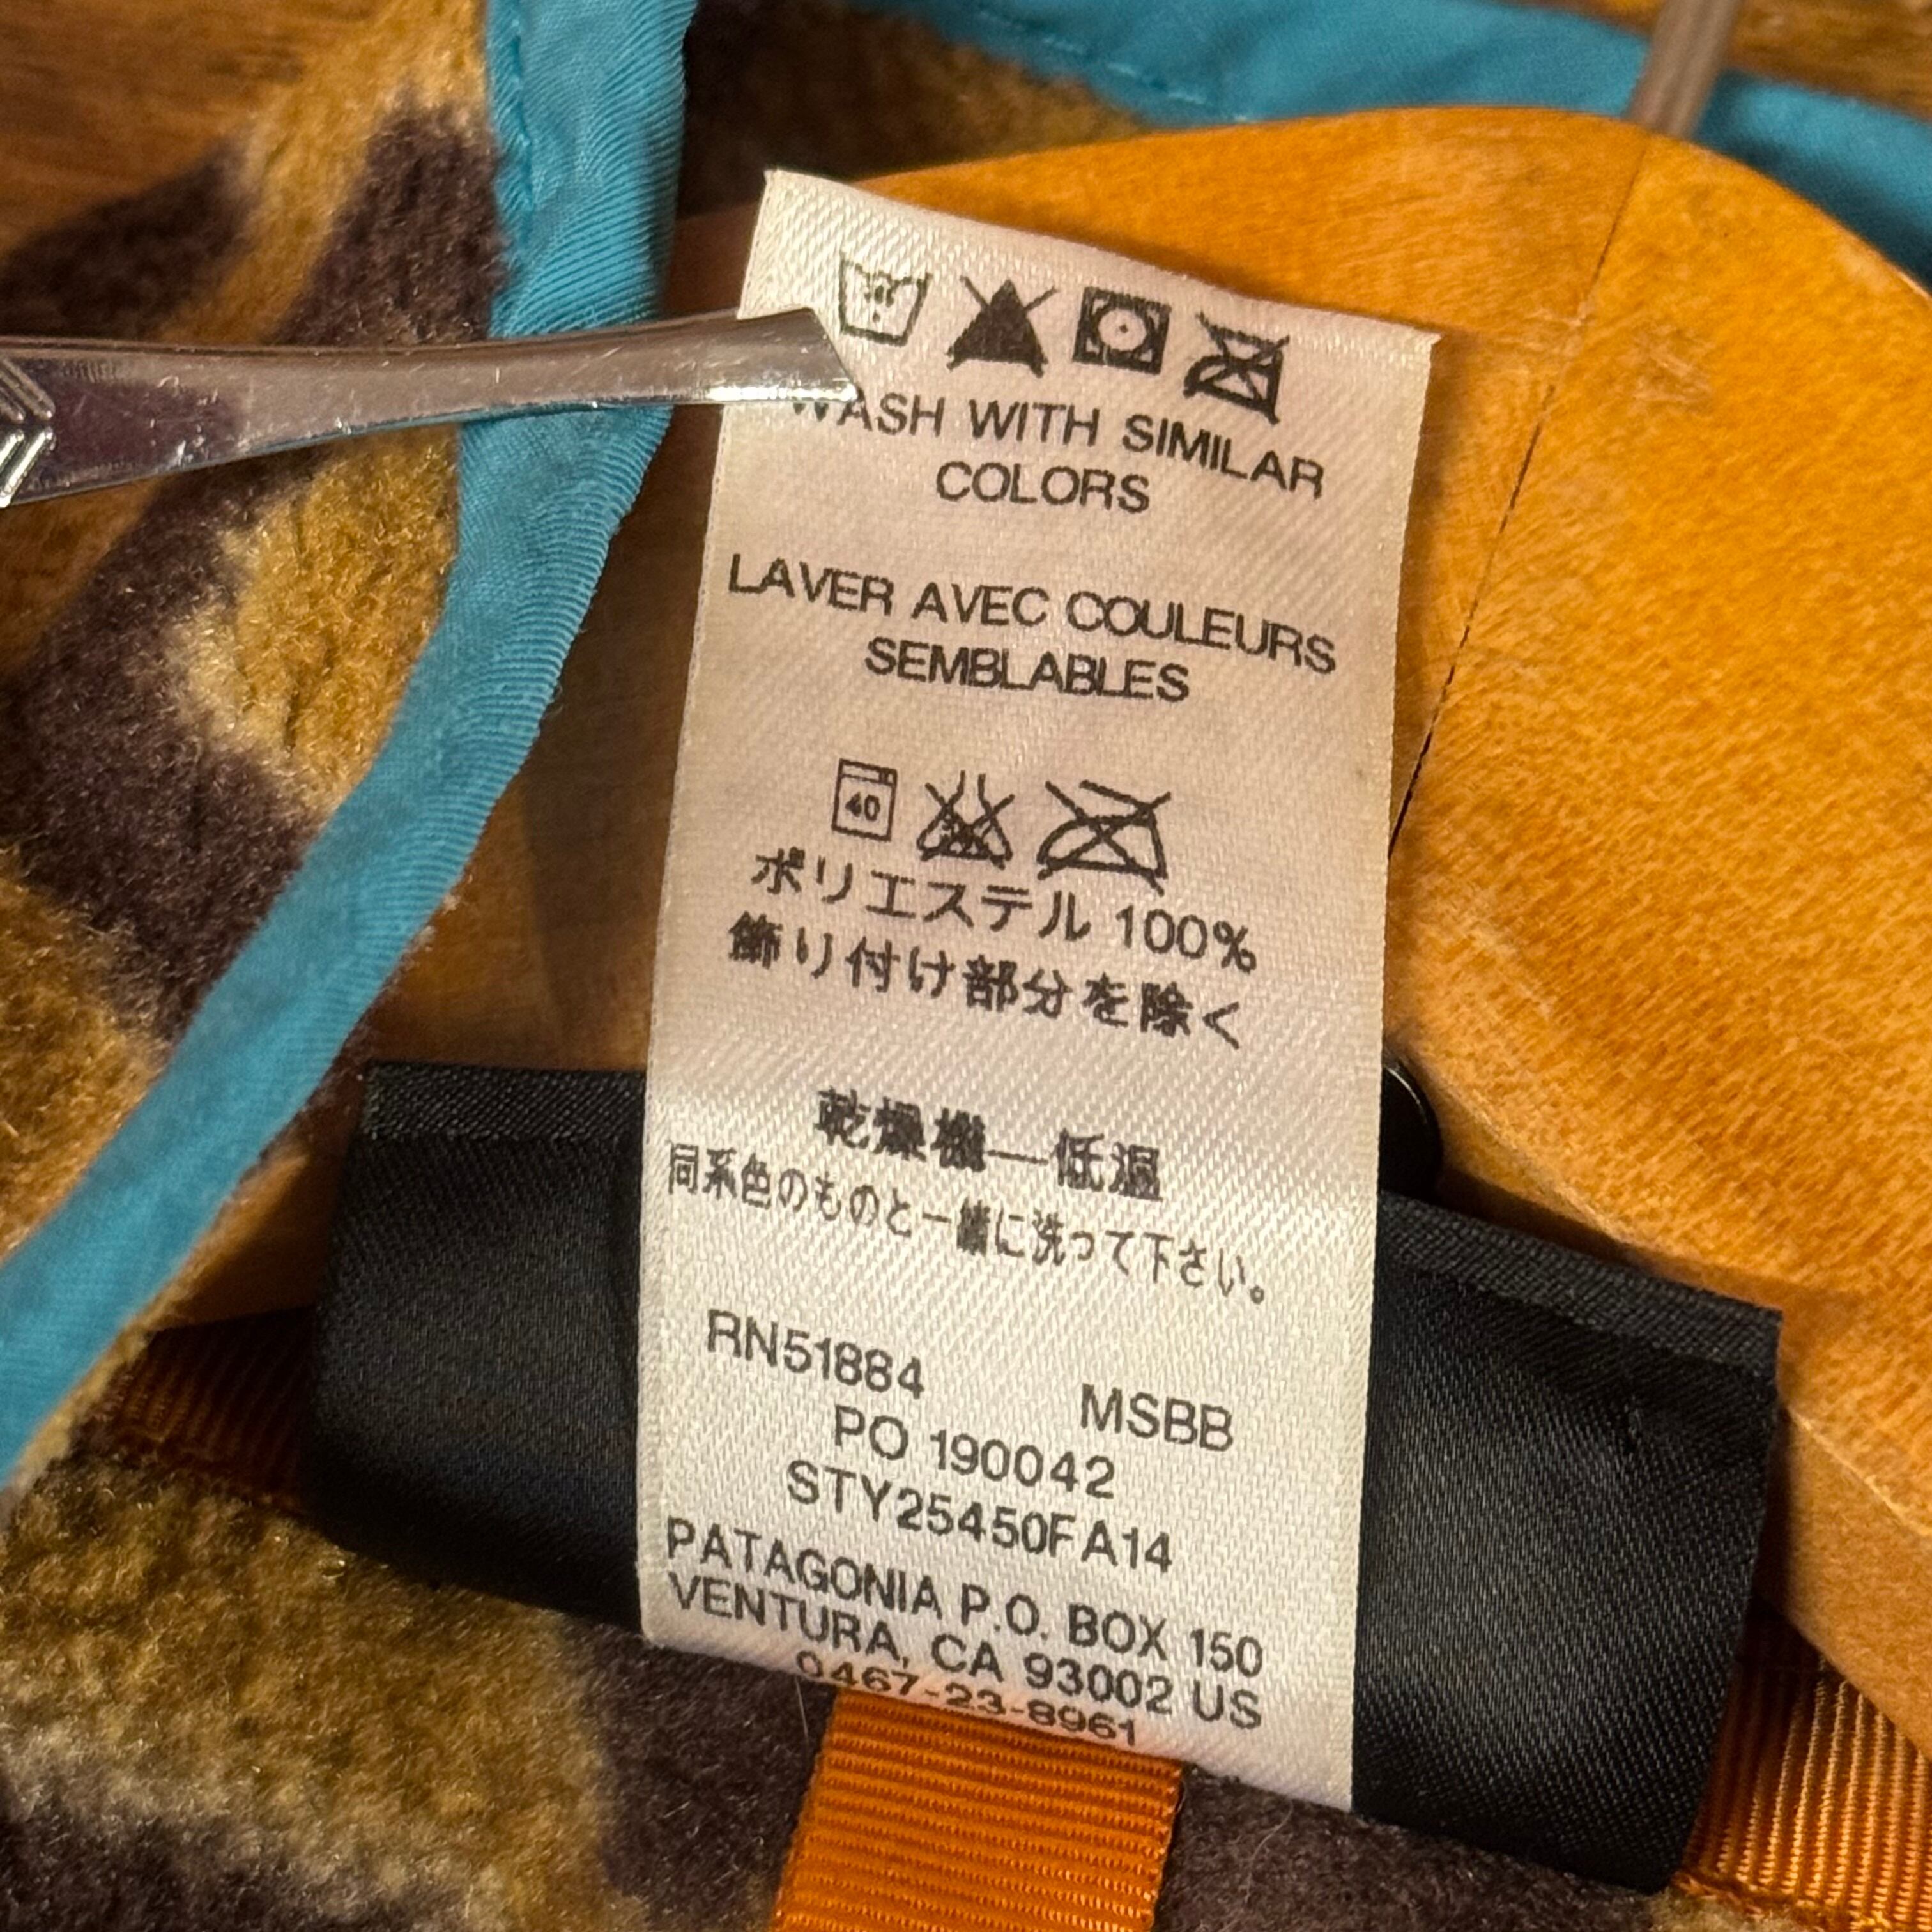 WASH WITH SIMILAR
COLORS
LAVER AVEC COULEURS
SEMBLABLES
40
ポリエステル 100%
飾り付け部分を除く
乾燥機—低温
同系色のものと一緒に洗って下さい。
RN51884 MSBB
PO 190042
STY25450FA14
PATAGONIA P.O. BOX 150
VENTURA, CA 93002 US
0467-23-8961